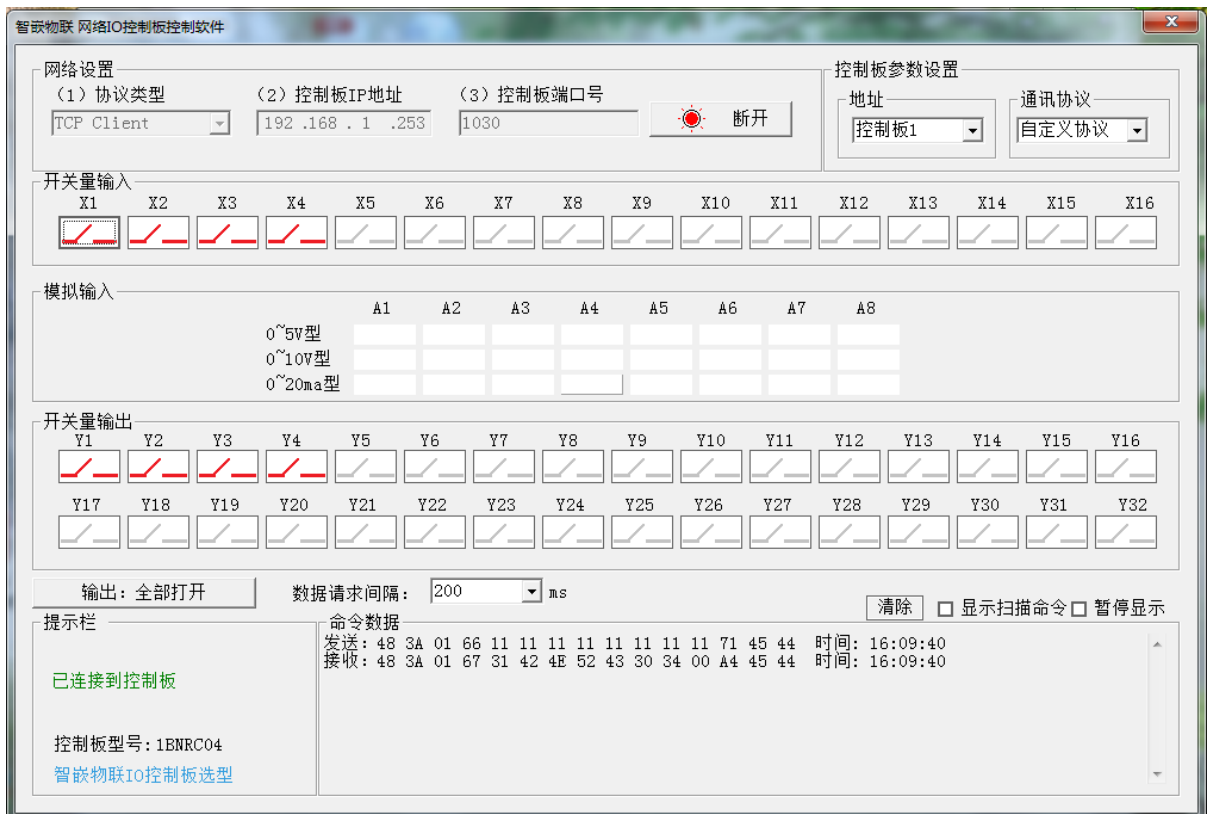 智嵌物联 网络IO控制板控制软件
网络设置
(1) 协议类型 (2) 控制板IP地址 (3) 控制板端口号
TCP Client 192 .168 . 1 .253 1030 断开
控制板参数设置
地址 通讯协议
控制板1 自定义协议
开关量输入
X1 X2 X3 X4 X5 X6 X7 X8 X9 X10 X11 X12 X13 X14 X15 X16
模拟输入
A1 A2 A3 A4 A5 A6 A7 A8
0~5V型
0~10V型
0~20ma型
开关量输出
Y1 Y2 Y3 Y4 Y5 Y6 Y7 Y8 Y9 Y10 Y11 Y12 Y13 Y14 Y15 Y16
Y17 Y18 Y19 Y20 Y21 Y22 Y23 Y24 Y25 Y26 Y27 Y28 Y29 Y30 Y31 Y32
输出: 全部打开 数据请求间隔: 200 ms
清除 显示扫描命令 暂停显示
提示栏
已连接到控制板
控制板型号:1BNRC04
智嵌物联IO控制板选型
命令数据
发送: 48 3A 01 66 11 11 11 11 11 11 11 11 71 45 44 时间: 16:09:40
接收: 48 3A 01 67 31 42 4E 52 43 30 34 00 A4 45 44 时间: 16:09:40